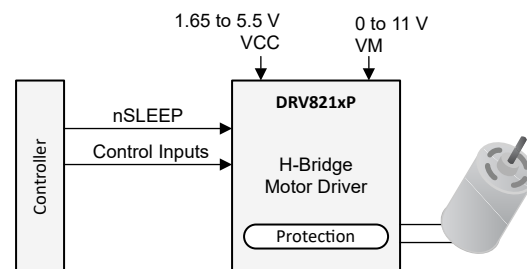 1.65 to 5.5 V
VCC
0 to 11 V
VM
DRV821xP
nSLEEP
Control Inputs
Controller
H-Bridge
Motor Driver
Protection